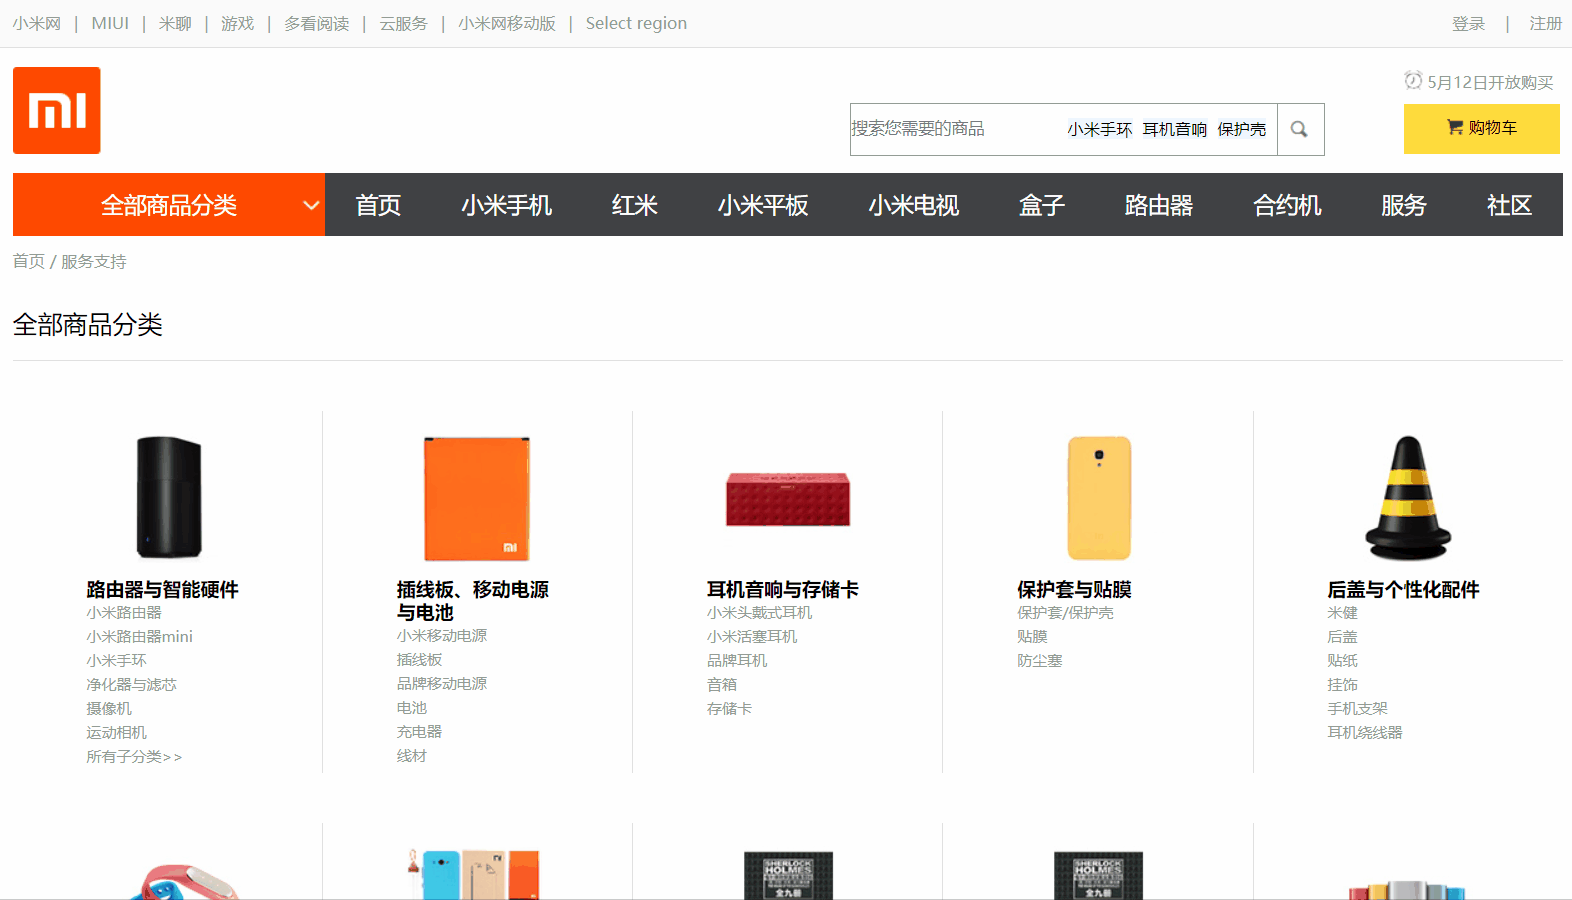 小米网 | MIUI | 米聊 | 游戏 | 多看阅读 | 云服务 | 小米网移动版 | Select region 登录 | 注册
5月12日开放购买
搜索您需要的商品 小米手环 耳机音响 保护壳 购物车
全部商品分类 首页 小米手机 红米 小米平板 小米电视 盒子 路由器 合约机 服务 社区
首页 / 服务支持
全部商品分类
路由器与智能硬件
小米路由器
小米路由器mini
小米手环
净化器与滤芯
摄像机
运动相机
所有子分类>>
插线板、移动电源
与电池
小米移动电源
插线板
品牌移动电源
电池
充电器
线材
耳机音响与存储卡
小米头戴式耳机
小米活塞耳机
品牌耳机
音箱
存储卡
保护套与贴膜
保护套/保护壳
贴膜
防尘塞
后盖与个性化配件
米健
后盖
贴纸
挂饰
手机支架
耳机绕线器
SHERLOCK
HOLMES
全九册
SHERLOCK
HOLMES
全九册